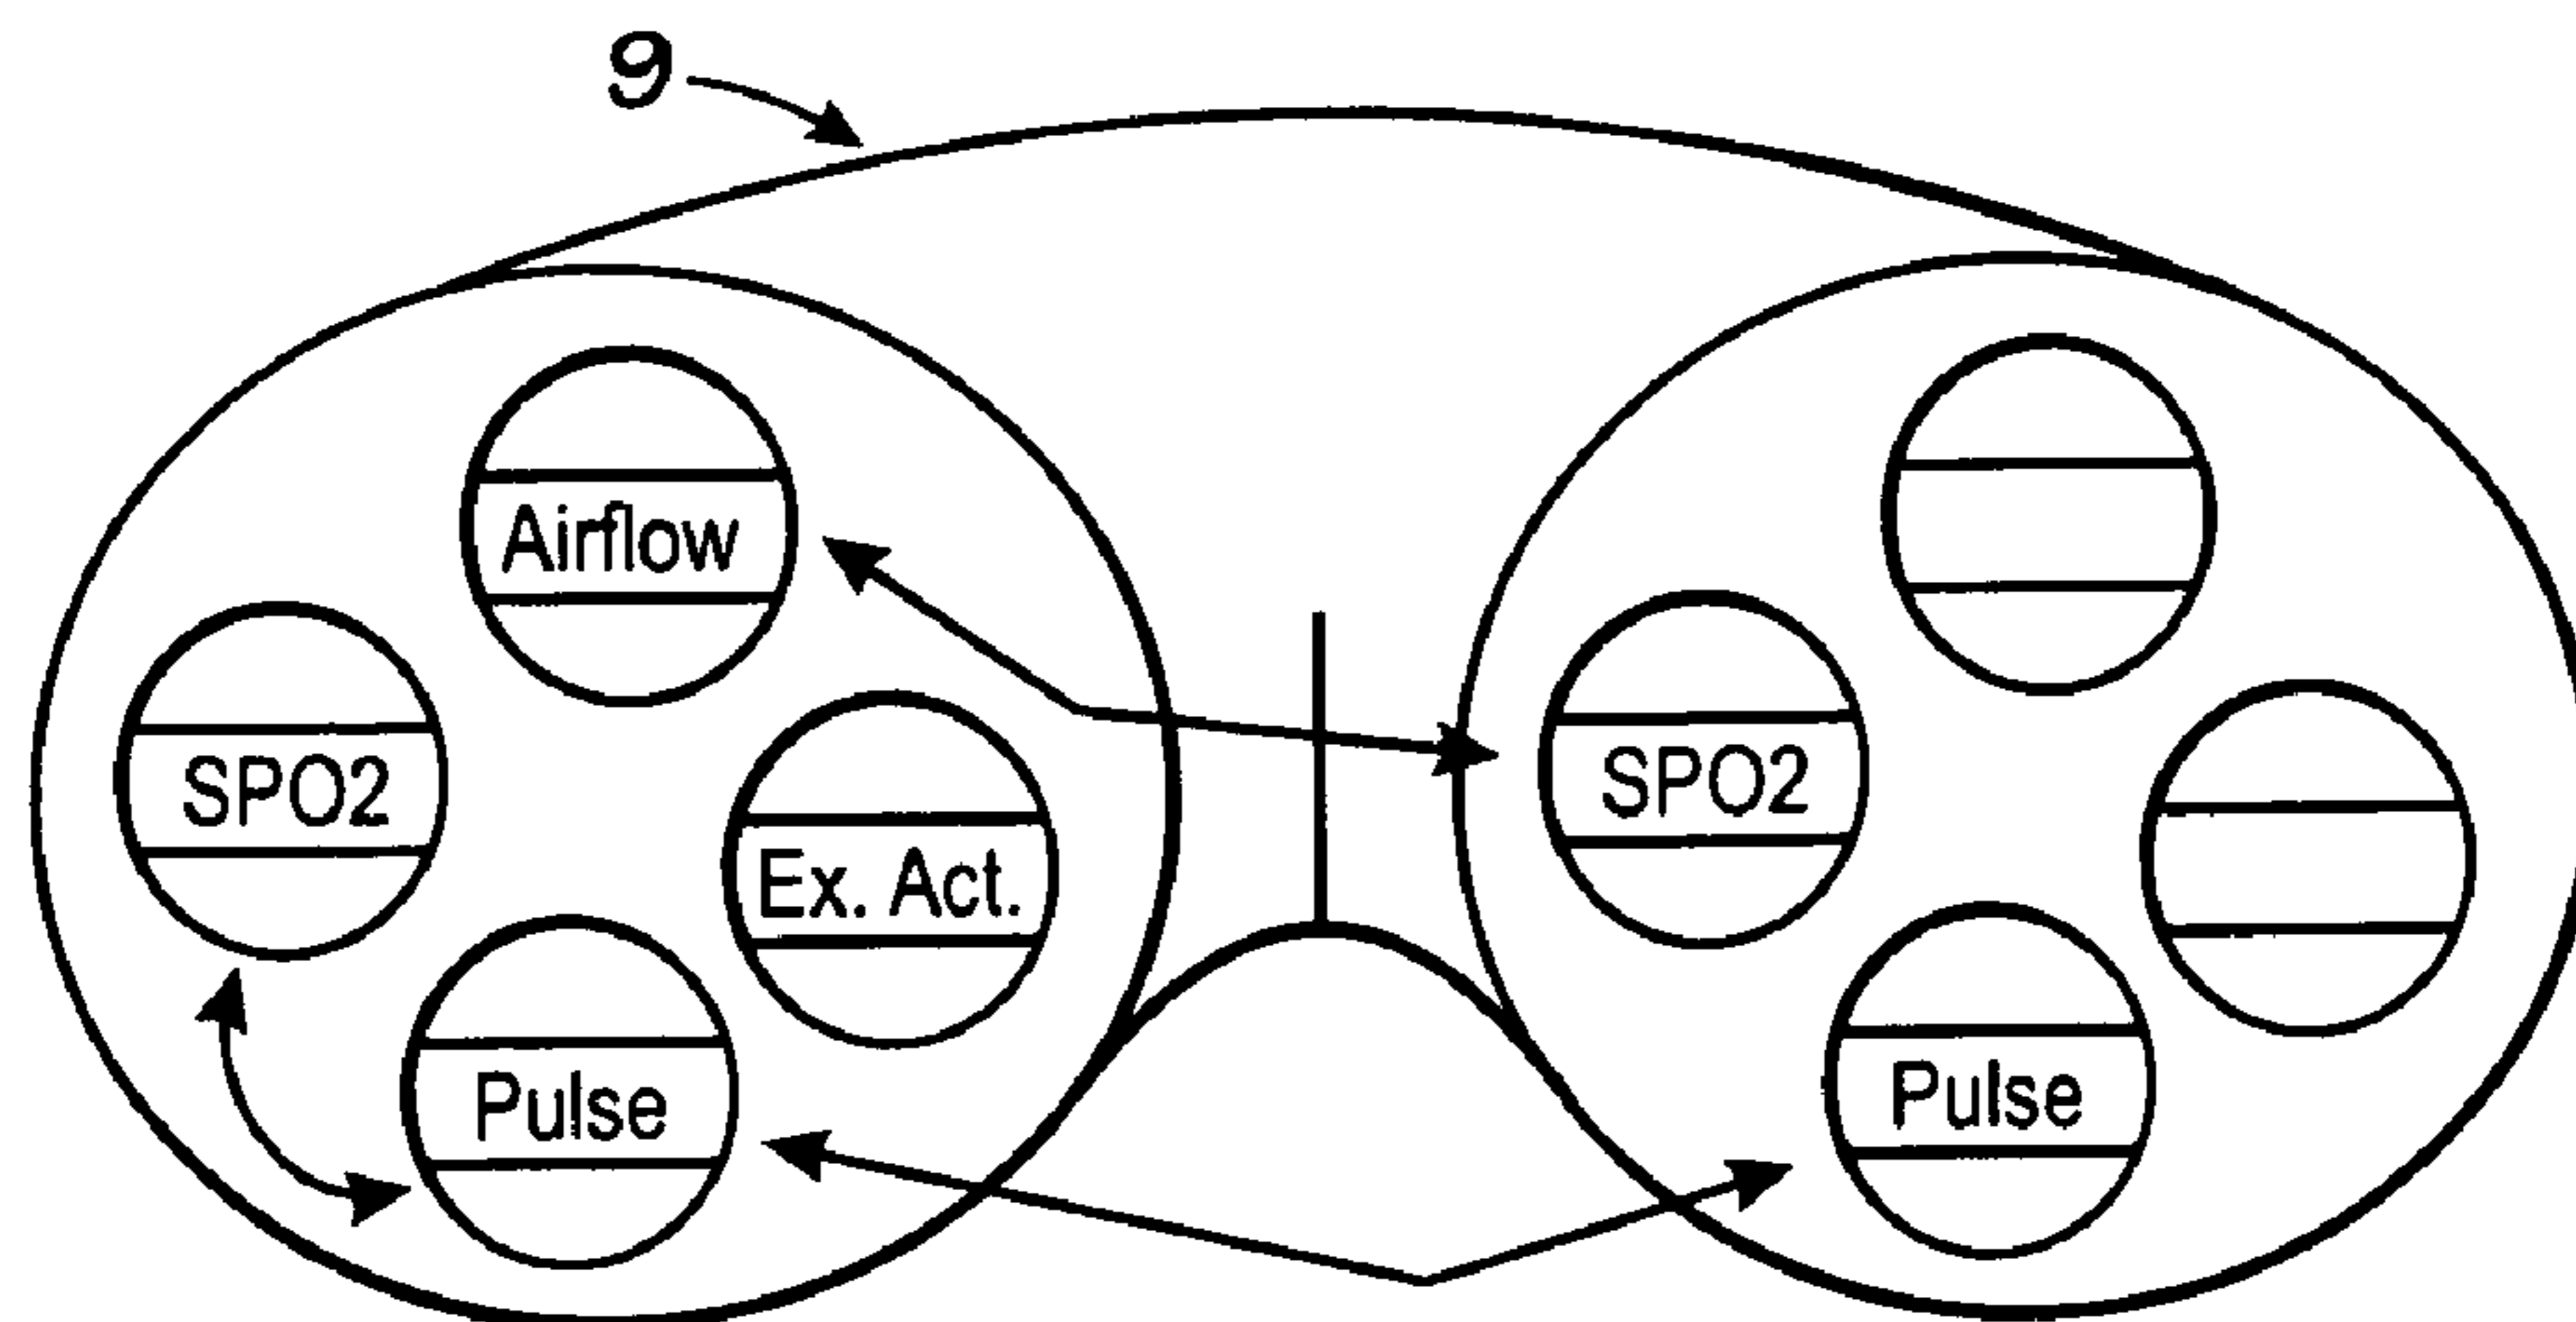 9
Airflow
SPO2
SPO2
Ex. Act.
Pulse
Pulse